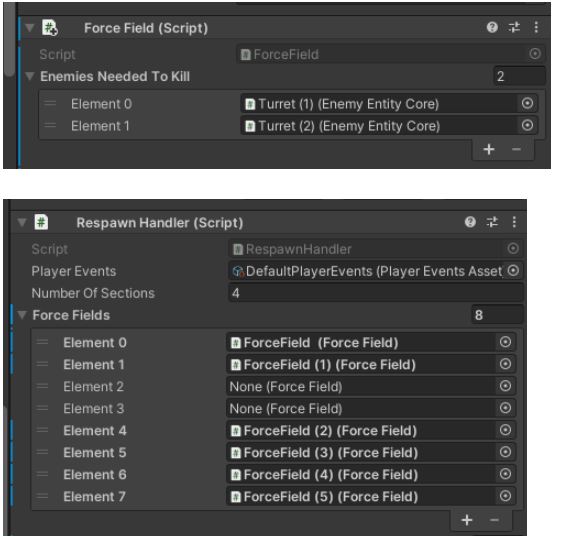 Force Field (Script)
Script ForceField
Enemies Needed To Kill 2
Element 0 Turret (1) (Enemy Entity Core)
Element 1 Turret (2) (Enemy Entity Core)
+ -
# Respawn Handler (Script)
Script RespawnHandler
Player Events DefaultPlayerEvents (Player Events Asset
Number Of Sections 4
Force Fields 8
Element 0 ForceField (Force Field)
Element 1 ForceField (1) (Force Field)
Element 2 None (Force Field)
Element 3 None (Force Field)
Element 4 ForceField (2) (Force Field)
Element 5 ForceField (3) (Force Field)
Element 6 ForceField (4) (Force Field)
Element 7 ForceField (5) (Force Field)
+ -